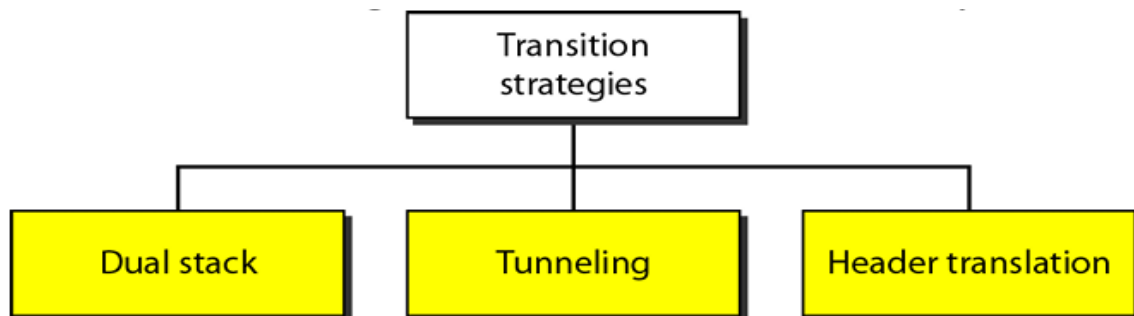 Transition
strategies
Dual stack
Tunneling
Header translation